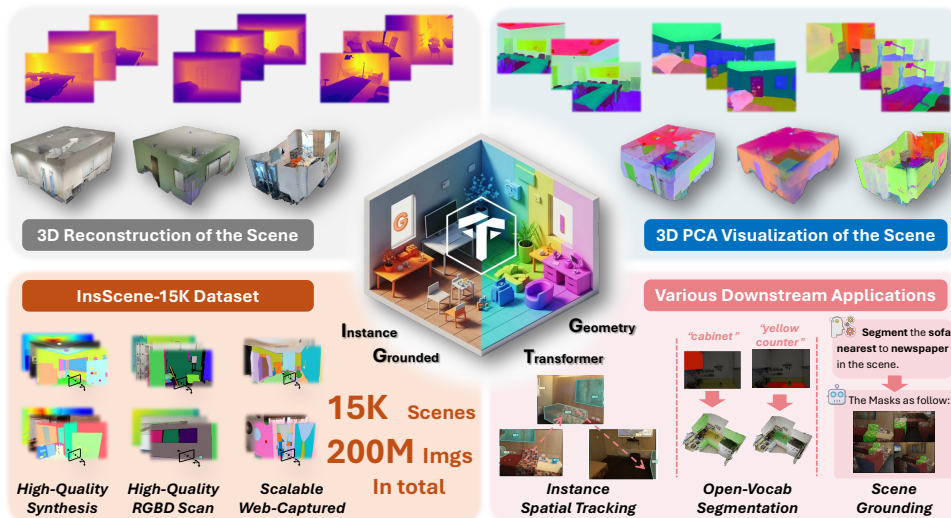 3D Reconstruction of the Scene
3D PCA Visualization of the Scene
InsScene-15K Dataset
High-Quality
Synthesis
High-Quality
RGBD Scan
Scalable
Web-Captured
15K Scenes
200M Imgs
In total
Instance
Grounded
Geometry
Transformer
Various Downstream Applications
Instance
Spatial Tracking
"cabinet"
"yellow
counter"
Open-Vocab
Segmentation
Segment the sofa
nearest to newspaper
in the scene.
The Masks as follow:
Scene
Grounding